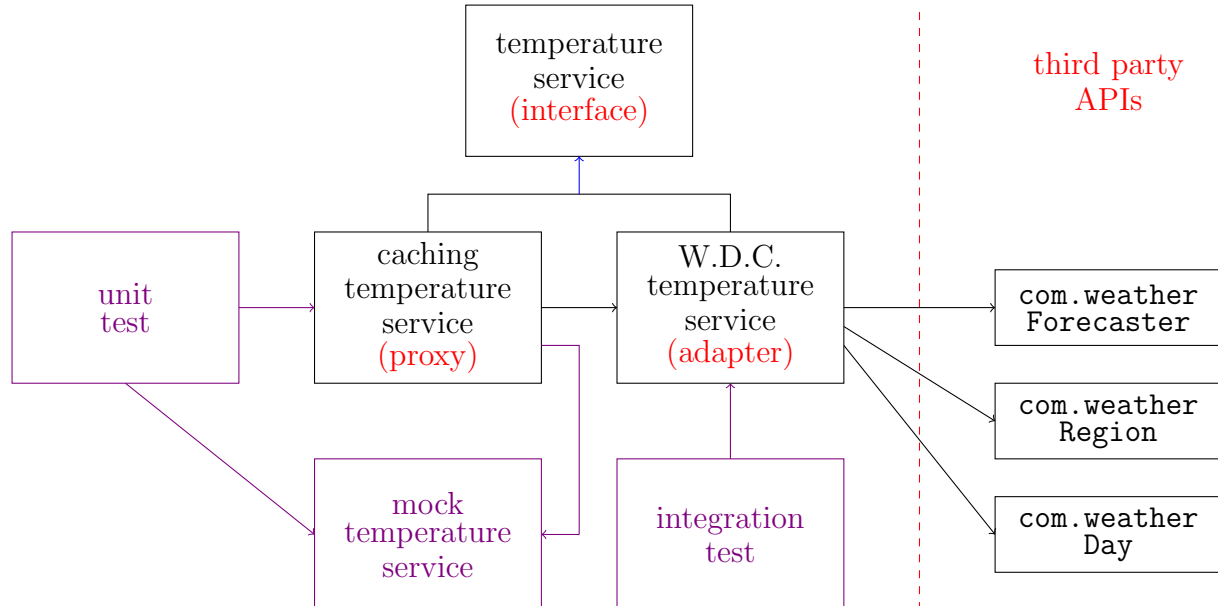 temperature
service
(interface)
third party
APIs
unit
test
caching
temperature
service
(proxy)
W.D.C.
temperature
service
(adapter)
com.weather
Forecaster
com.weather
Region
com.weather
Day
mock
temperature
service
integration
test